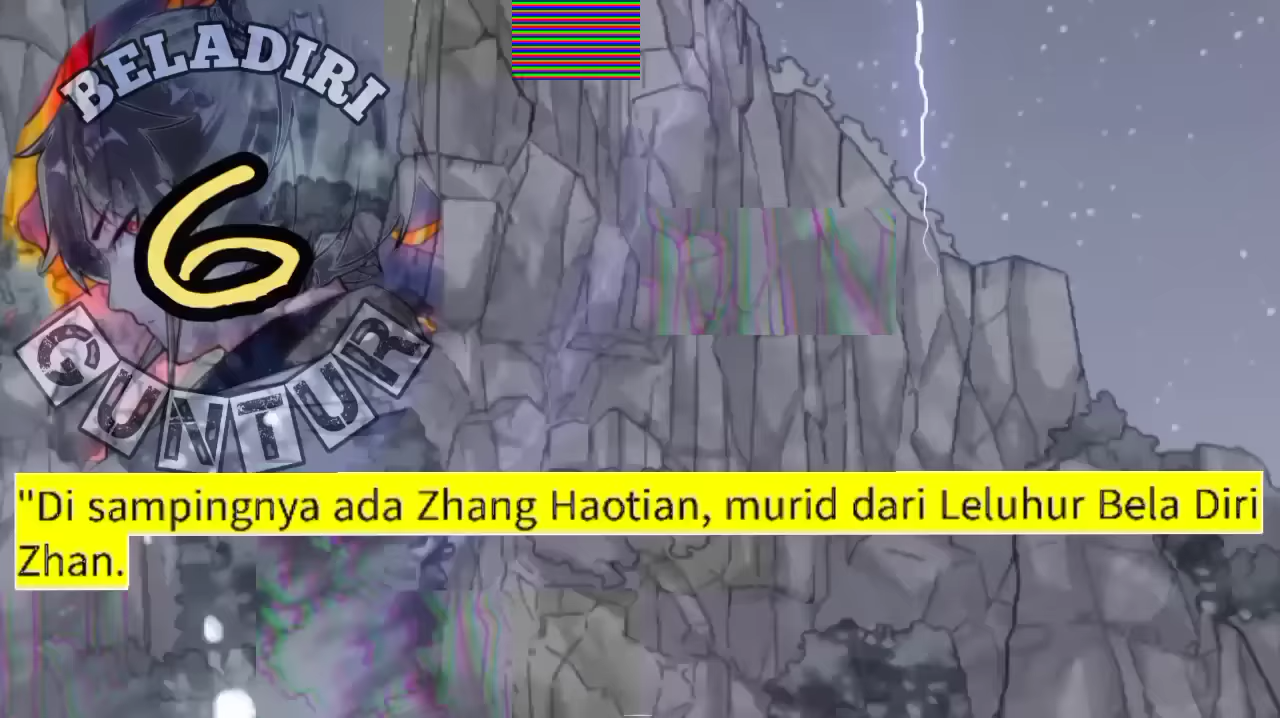 BELADIRI
6
GUNTUR
"Di sampingnya ada Zhang Haotian, murid dari Leluhur Bela Diri
Zhan.